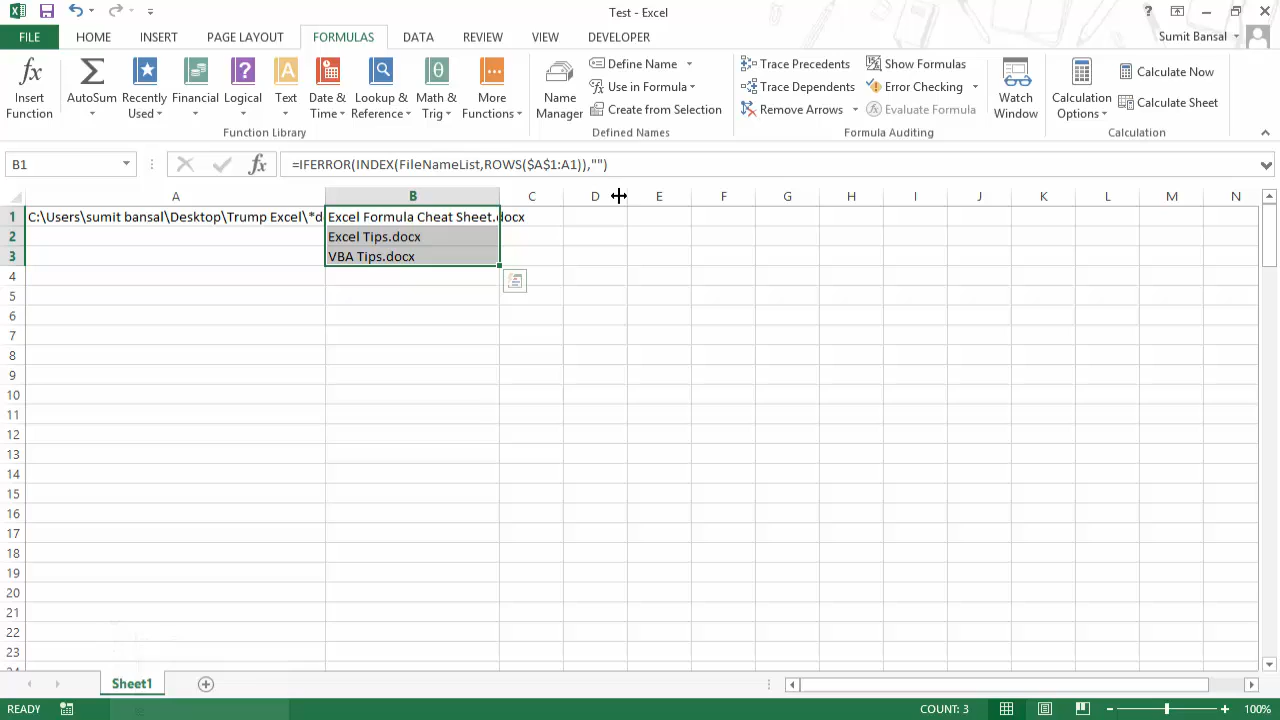 Test - Excel
?
FILE HOME INSERT PAGE LAYOUT FORMULAS DATA REVIEW VIEW DEVELOPER Sumit Bansal
Insert Function
AutoSum
Recently Used
Financial
Logical
Text
Date & Time
Lookup & Reference
Math & Trig
More Functions
Function Library
Name Manager
Define Name
Use in Formula
Create from Selection
Defined Names
Trace Precedents
Trace Dependents
Remove Arrows
Show Formulas
Error Checking
Evaluate Formula
Formula Auditing
Watch Window
Calculation Options
Calculate Now
Calculate Sheet
Calculation
B1 fx =IFERROR(INDEX(FileNameList,ROWS($A$1:A1)),"")
A B C D E F G H I J K L M N
1 C:\Users\sumit bansal\Desktop\Trump Excel\*d Excel Formula Cheat Sheet.docx
2 Excel Tips.docx
3 VBA Tips.docx
4
5
6
7
8
9
10
11
12
13
14
15
16
17
18
19
20
21
22
23
Sheet1
READY COUNT: 3 100%